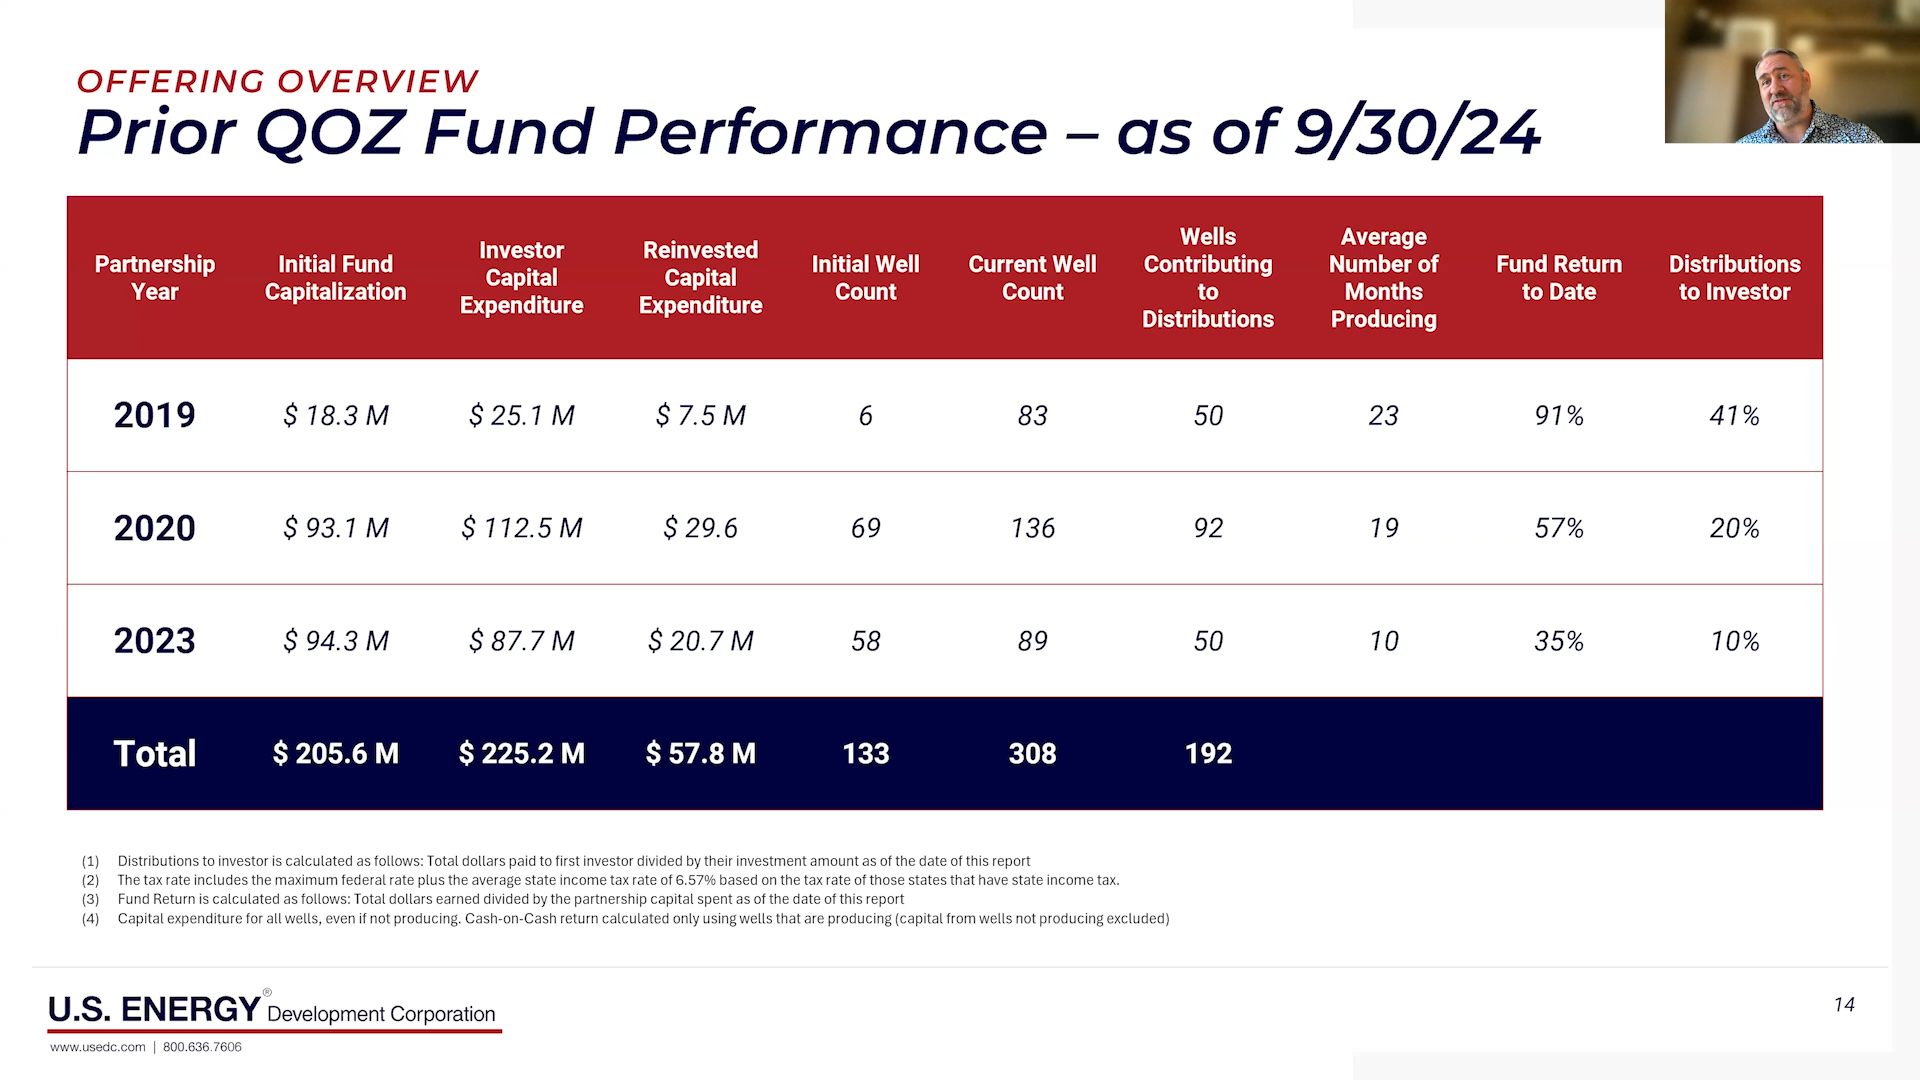 OFFERING OVERVIEW
Prior QOZ Fund Performance – as of 9/30/24
Partnership Year Initial Fund Capitalization Investor Capital Expenditure Reinvested Capital Expenditure Initial Well Count Current Well Count Wells Contributing to Distributions Average Number of Months Producing Fund Return to Date Distributions to Investor
2019 $ 18.3 M $ 25.1 M $ 7.5 M 6 83 50 23 91% 41%
2020 $ 93.1 M $ 112.5 M $ 29.6 69 136 92 19 57% 20%
2023 $ 94.3 M $ 87.7 M $ 20.7 M 58 89 50 10 35% 10%
Total $ 205.6 M $ 225.2 M $ 57.8 M 133 308 192
(1) Distributions to investor is calculated as follows: Total dollars paid to first investor divided by their investment amount as of the date of this report
(2) The tax rate includes the maximum federal rate plus the average state income tax rate of 6.57% based on the tax rate of those states that have state income tax.
(3) Fund Return is calculated as follows: Total dollars earned divided by the partnership capital spent as of the date of this report
(4) Capital expenditure for all wells, even if not producing. Cash-on-Cash return calculated only using wells that are producing (capital from wells not producing excluded)
U.S. ENERGY® Development Corporation
www.usedc.com | 800.636.7606
14